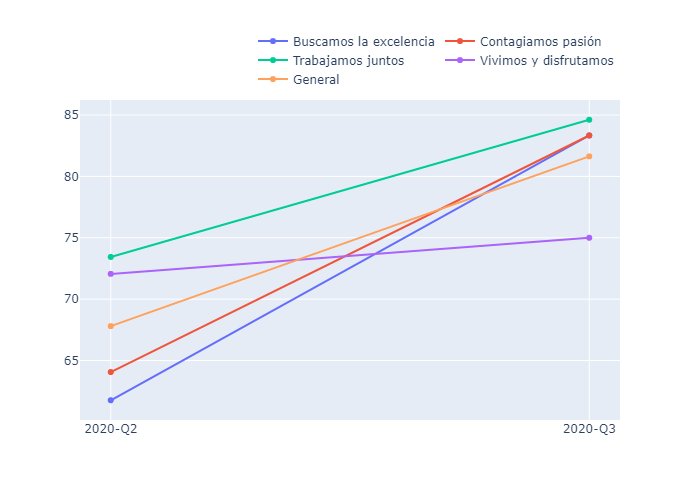 Buscamos la excelencia Contagiamos pasión
Trabajamos juntos Vivimos y disfrutamos
General
85
80
75
70
65
2020-Q2 2020-Q3